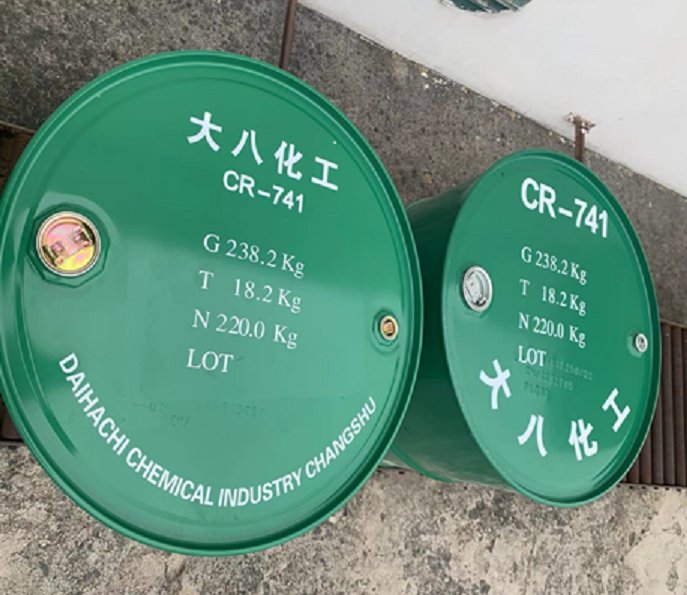 大八化工
CR-741
G 238.2 Kg
T 18.2 Kg
N 220.0 Kg
LOT
DAIHACHI CHEMICAL INDUSTRY CHANGSHU
CR-741
G 238.2 Kg
T 18.2 Kg
N 220.0 Kg
LOT
大八化工